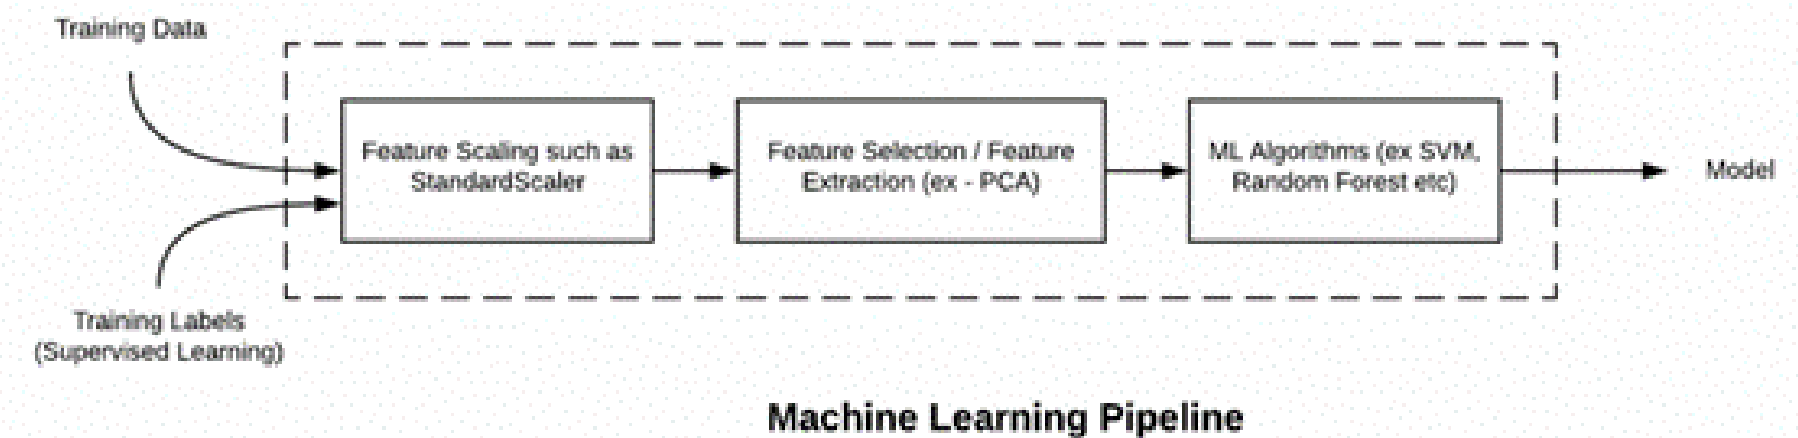 Training Data
Feature Scaling such as
StandardScaler
Feature Selection / Feature
Extraction (ex - PCA)
ML Algorithms (ex SVM,
Random Forest etc)
Model
Training Labels
(Supervised Learning)
Machine Learning Pipeline